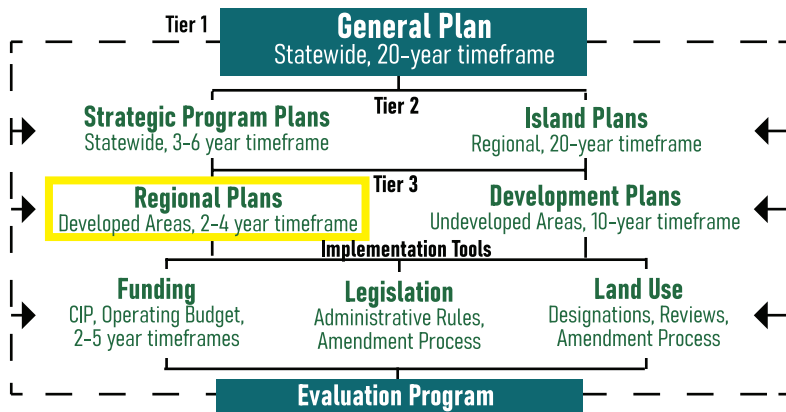 Tier 1
General Plan
Statewide, 20-year timeframe
Tier 2
Strategic Program Plans
Statewide, 3-6 year timeframe
Island Plans
Regional, 20-year timeframe
Tier 3
Regional Plans
Developed Areas, 2-4 year timeframe
Development Plans
Undeveloped Areas, 10-year timeframe
Implementation Tools
Funding
CIP, Operating Budget,
2-5 year timeframes
Legislation
Administrative Rules,
Amendment Process
Land Use
Designations, Reviews,
Amendment Process
Evaluation Program